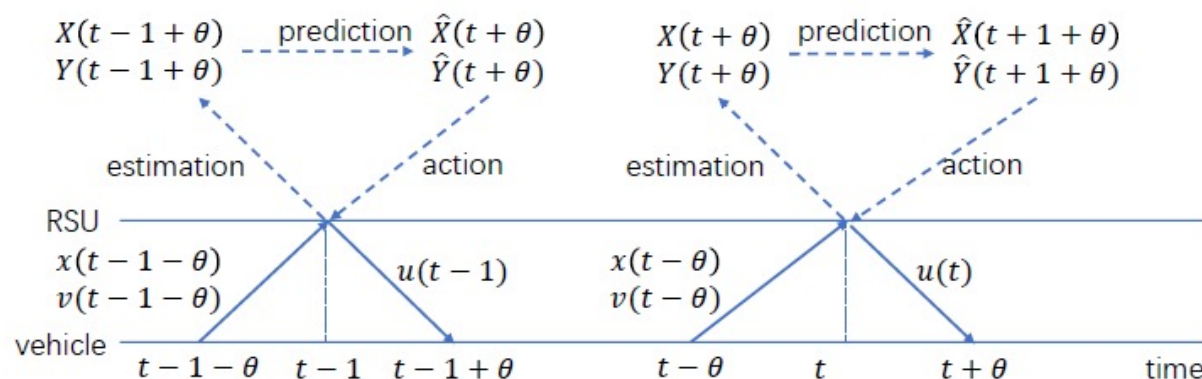 X(t − 1 + θ) prediction X̂(t + θ) X(t + θ) prediction X̂(t + 1 + θ)
Y(t − 1 + θ) Ŷ(t + θ) Y(t + θ) Ŷ(t + 1 + θ)
estimation action estimation action
RSU
x(t − 1 − θ) u(t − 1) x(t − θ) u(t)
v(t − 1 − θ) v(t − θ)
vehicle
t − 1 − θ t − 1 t − 1 + θ t − θ t t + θ time